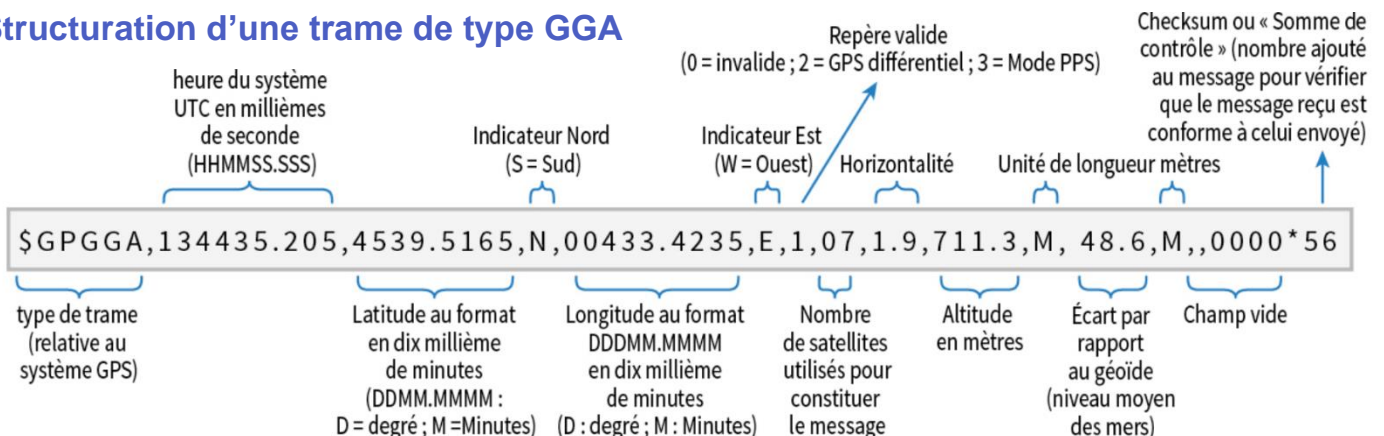 Structuration d'une trame de type GGA
heure du système
UTC en millièmes
de seconde
(HHMMSS.SSS)
Indicateur Nord
(S = Sud)
Indicateur Est
(W = Ouest)
Repère valide
(0 = invalide ; 2 = GPS différentiel ; 3 = Mode PPS)
Horizontalité
Unité de longueur mètres
Checksum ou « Somme de
contrôle » (nombre ajouté
au message pour vérifier
que le message reçu est
conforme à celui envoyé)
$GPGGA,134435.205,4539.5165,N,00433.4235,E,1,07,1.9,711.3,M, 48.6,M,,0000*56
type de trame
(relative au
système GPS)
Latitude au format
en dix millième
de minutes
(DDMM.MMMM :
D = degré ; M =Minutes)
Longitude au format
DDDMM.MMMM
en dix millième
de minutes
(D : degré ; M : Minutes)
Nombre
de satellites
utilisés pour
constituer
le message
Altitude
en mètres
Écart par
rapport
au géoïde
(niveau moyen
des mers)
Champ vide